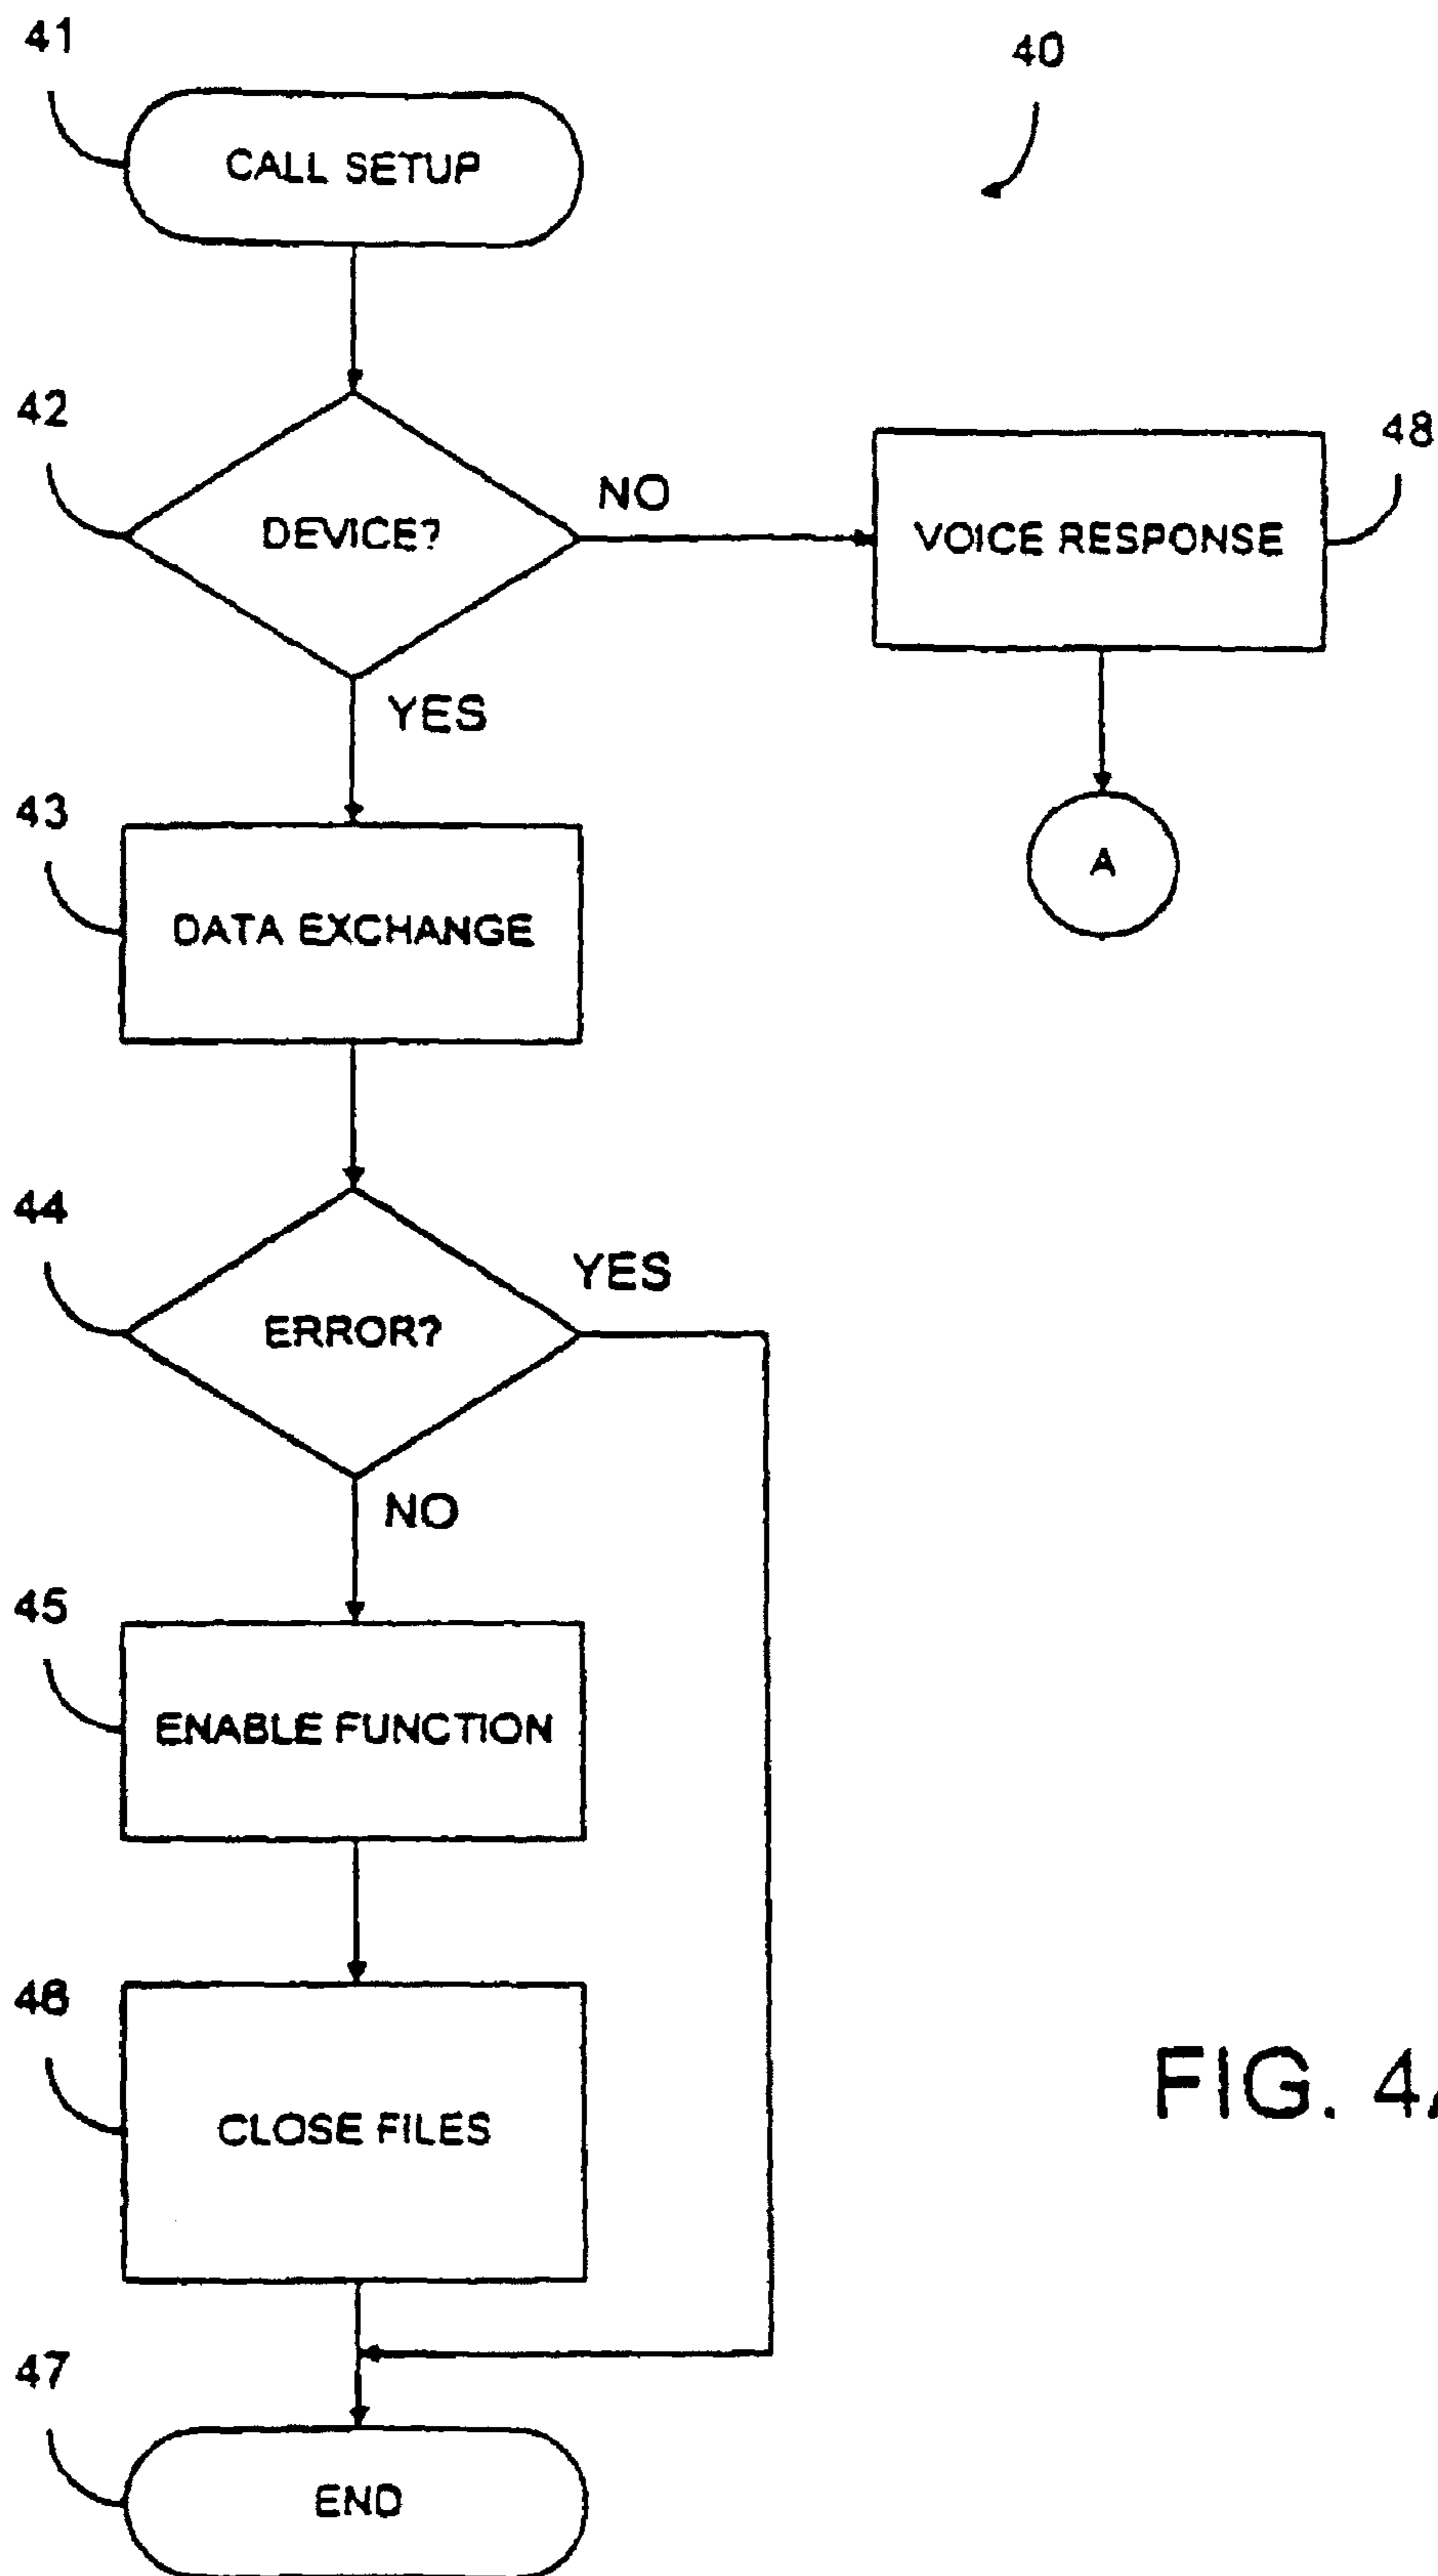 41
40
CALL SETUP
42
48
DEVICE?
NO
VOICE RESPONSE
YES
43
A
DATA EXCHANGE
44
YES
ERROR?
NO
45
ENABLE FUNCTION
46
CLOSE FILES
FIG. 4A
47
END